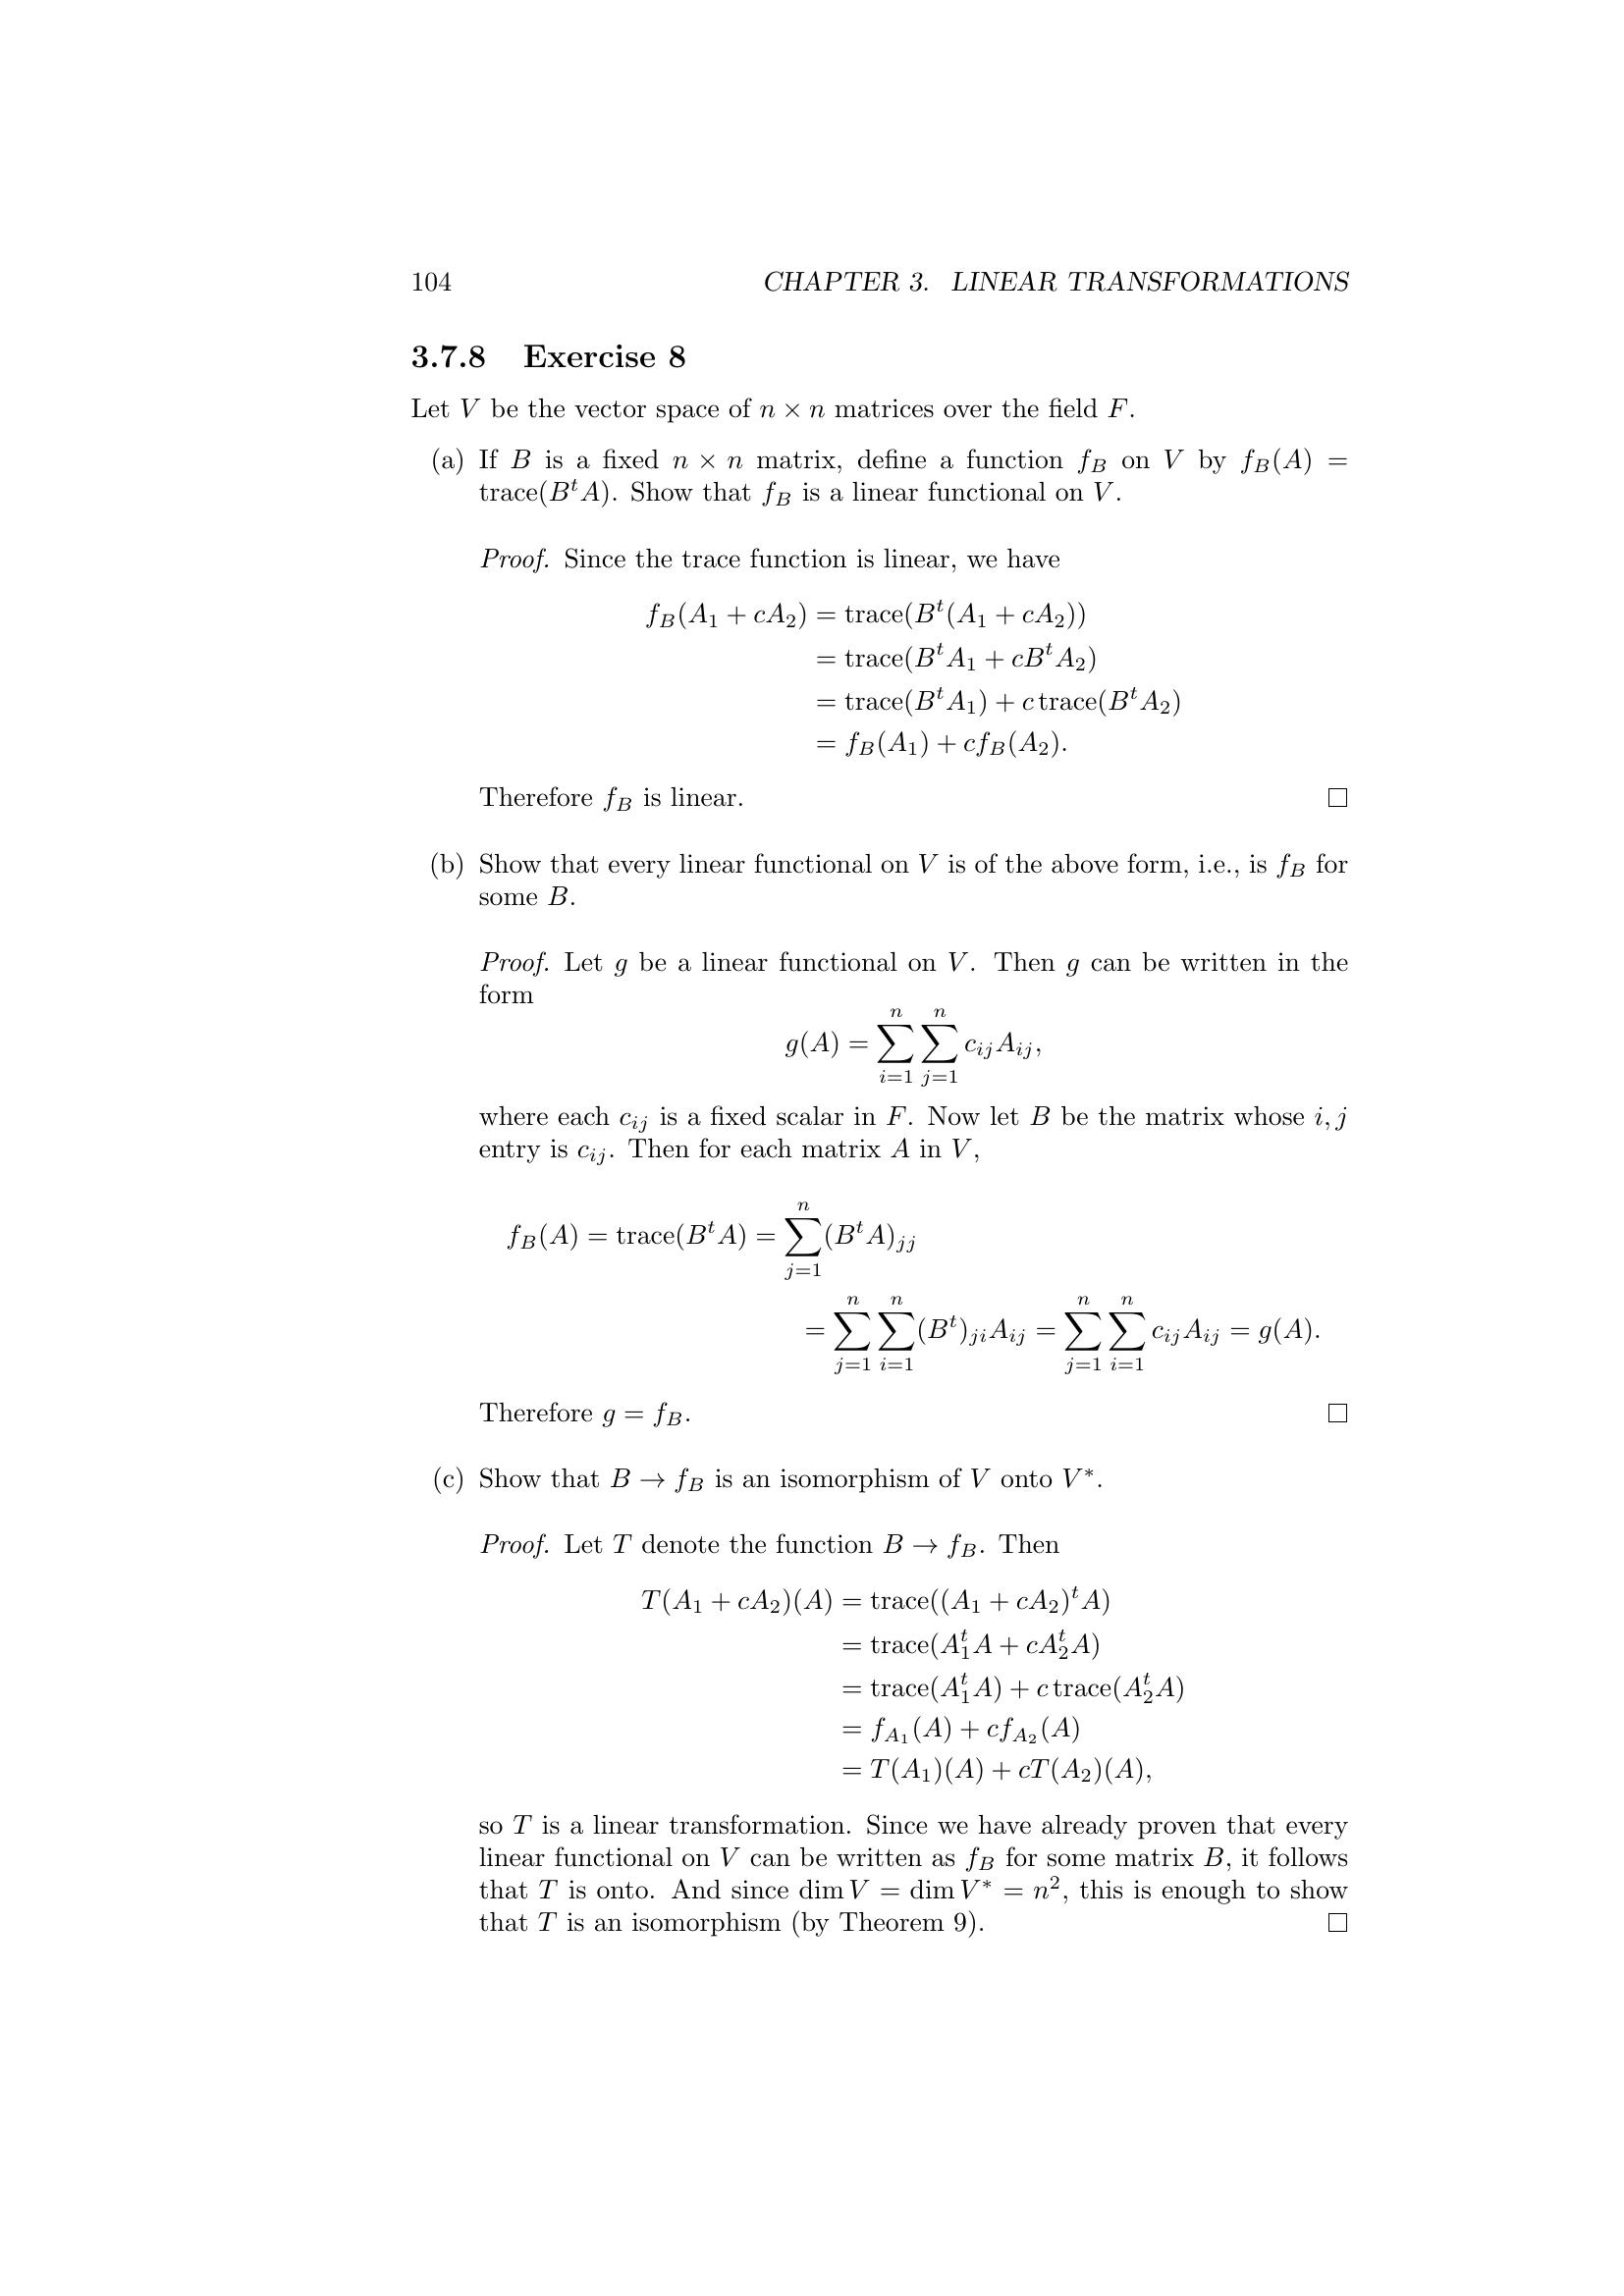 104 CHAPTER 3. LINEAR TRANSFORMATIONS
3.7.8 Exercise 8
Let $V$ be the vector space of $n \times n$ matrices over the field $F$.
(a) If $B$ is a fixed $n \times n$ matrix, define a function $f_B$ on $V$ by $f_B(A) =$
$\text{trace}(B^t A)$. Show that $f_B$ is a linear functional on $V$.
Proof. Since the trace function is linear, we have
$f_B(A_1 + cA_2) = \text{trace}(B^t(A_1 + cA_2))$
$= \text{trace}(B^t A_1 + cB^t A_2)$
$= \text{trace}(B^t A_1) + c\,\text{trace}(B^t A_2)$
$= f_B(A_1) + cf_B(A_2).$
Therefore $f_B$ is linear. □
(b) Show that every linear functional on $V$ is of the above form, i.e., is $f_B$ for
some $B$.
Proof. Let $g$ be a linear functional on $V$. Then $g$ can be written in the
form
$g(A) = \sum_{i=1}^{n} \sum_{j=1}^{n} c_{ij} A_{ij},$
where each $c_{ij}$ is a fixed scalar in $F$. Now let $B$ be the matrix whose $i, j$
entry is $c_{ij}$. Then for each matrix $A$ in $V$,
$f_B(A) = \text{trace}(B^t A) = \sum_{j=1}^{n} (B^t A)_{jj}$
$= \sum_{j=1}^{n} \sum_{i=1}^{n} (B^t)_{ji} A_{ij} = \sum_{j=1}^{n} \sum_{i=1}^{n} c_{ij} A_{ij} = g(A).$
Therefore $g = f_B$. □
(c) Show that $B \to f_B$ is an isomorphism of $V$ onto $V^*$.
Proof. Let $T$ denote the function $B \to f_B$. Then
$T(A_1 + cA_2)(A) = \text{trace}((A_1 + cA_2)^t A)$
$= \text{trace}(A_1^t A + cA_2^t A)$
$= \text{trace}(A_1^t A) + c\,\text{trace}(A_2^t A)$
$= f_{A_1}(A) + cf_{A_2}(A)$
$= T(A_1)(A) + cT(A_2)(A),$
so $T$ is a linear transformation. Since we have already proven that every
linear functional on $V$ can be written as $f_B$ for some matrix $B$, it follows
that $T$ is onto. And since $\dim V = \dim V^* = n^2$, this is enough to show
that $T$ is an isomorphism (by Theorem 9). □